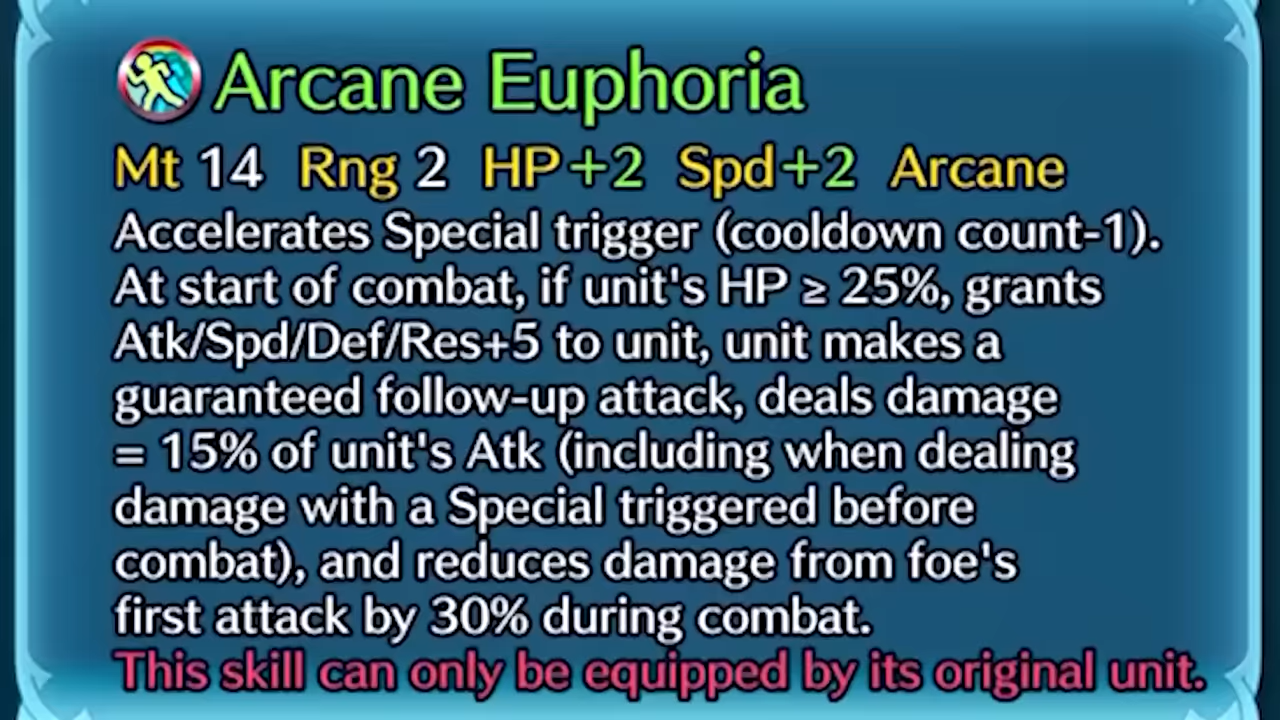 Arcane Euphoria
Mt 14 Rng 2 HP+2 Spd+2 Arcane
Accelerates Special trigger (cooldown count-1).
At start of combat, if unit's HP ≥ 25%, grants
Atk/Spd/Def/Res+5 to unit, unit makes a
guaranteed follow-up attack, deals damage
= 15% of unit's Atk (including when dealing
damage with a Special triggered before
combat), and reduces damage from foe's
first attack by 30% during combat.
This skill can only be equipped by its original unit.